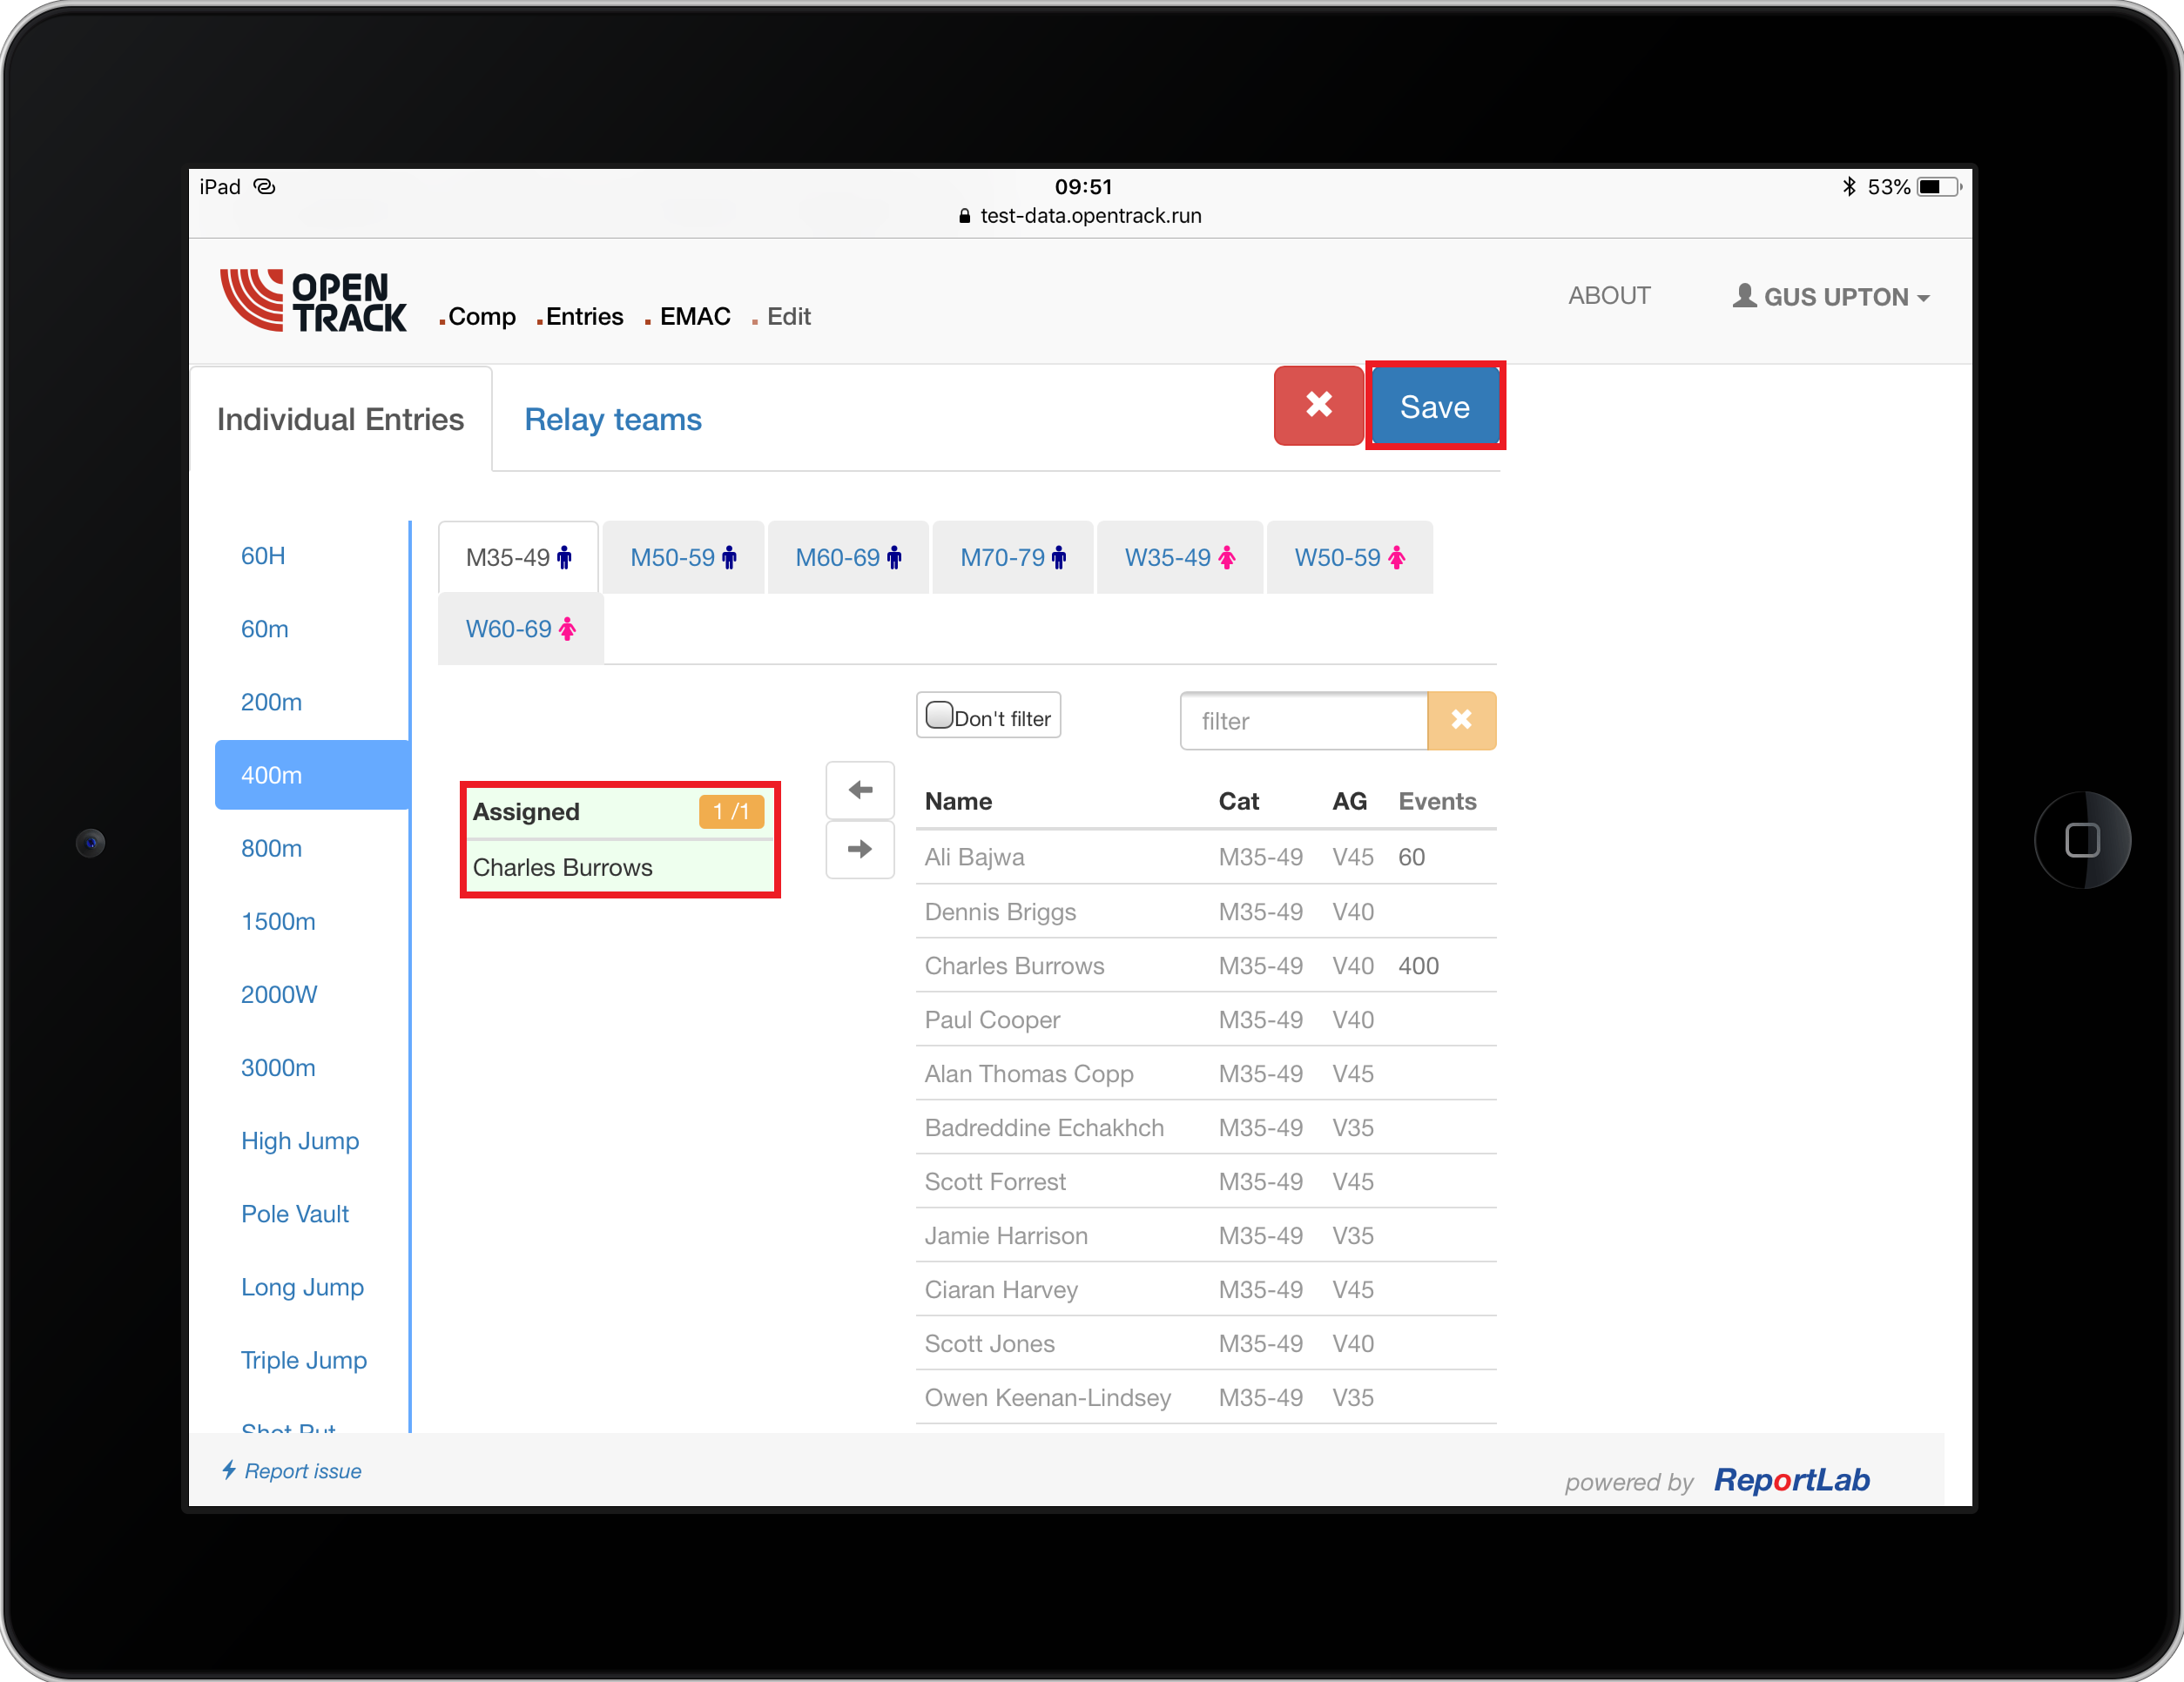 iPad 09:51 53%
test-data.opentrack.run
OPEN TRACK .Comp .Entries . EMAC . Edit ABOUT GUS UPTON
Individual Entries Relay teams Save
M35-49 M50-59 M60-69 M70-79 W35-49 W50-59
W60-69
60H
60m
200m
400m
800m
1500m
2000W
3000m
High Jump
Pole Vault
Long Jump
Triple Jump
Shot Put
Don't filter filter
Assigned 1 /1
Charles Burrows
Name Cat AG Events
Ali Bajwa M35-49 V45 60
Dennis Briggs M35-49 V40
Charles Burrows M35-49 V40 400
Paul Cooper M35-49 V40
Alan Thomas Copp M35-49 V45
Badreddine Echakhch M35-49 V35
Scott Forrest M35-49 V45
Jamie Harrison M35-49 V35
Ciaran Harvey M35-49 V45
Scott Jones M35-49 V40
Owen Keenan-Lindsey M35-49 V35
Report issue powered by ReportLab